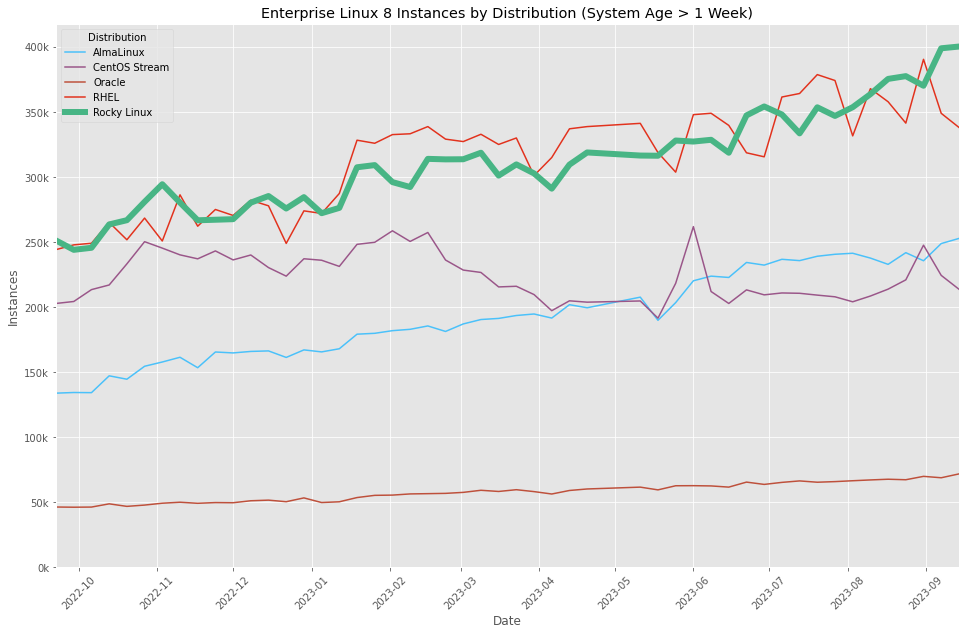 Enterprise Linux 8 Instances by Distribution (System Age > 1 Week)
Distribution
AlmaLinux
CentOS Stream
Oracle
RHEL
Rocky Linux
400k
350k
300k
250k
200k
150k
100k
50k
0k
Instances
2022-10
2022-11
2022-12
2023-01
2023-02
2023-03
2023-04
2023-05
2023-06
2023-07
2023-08
2023-09
Date